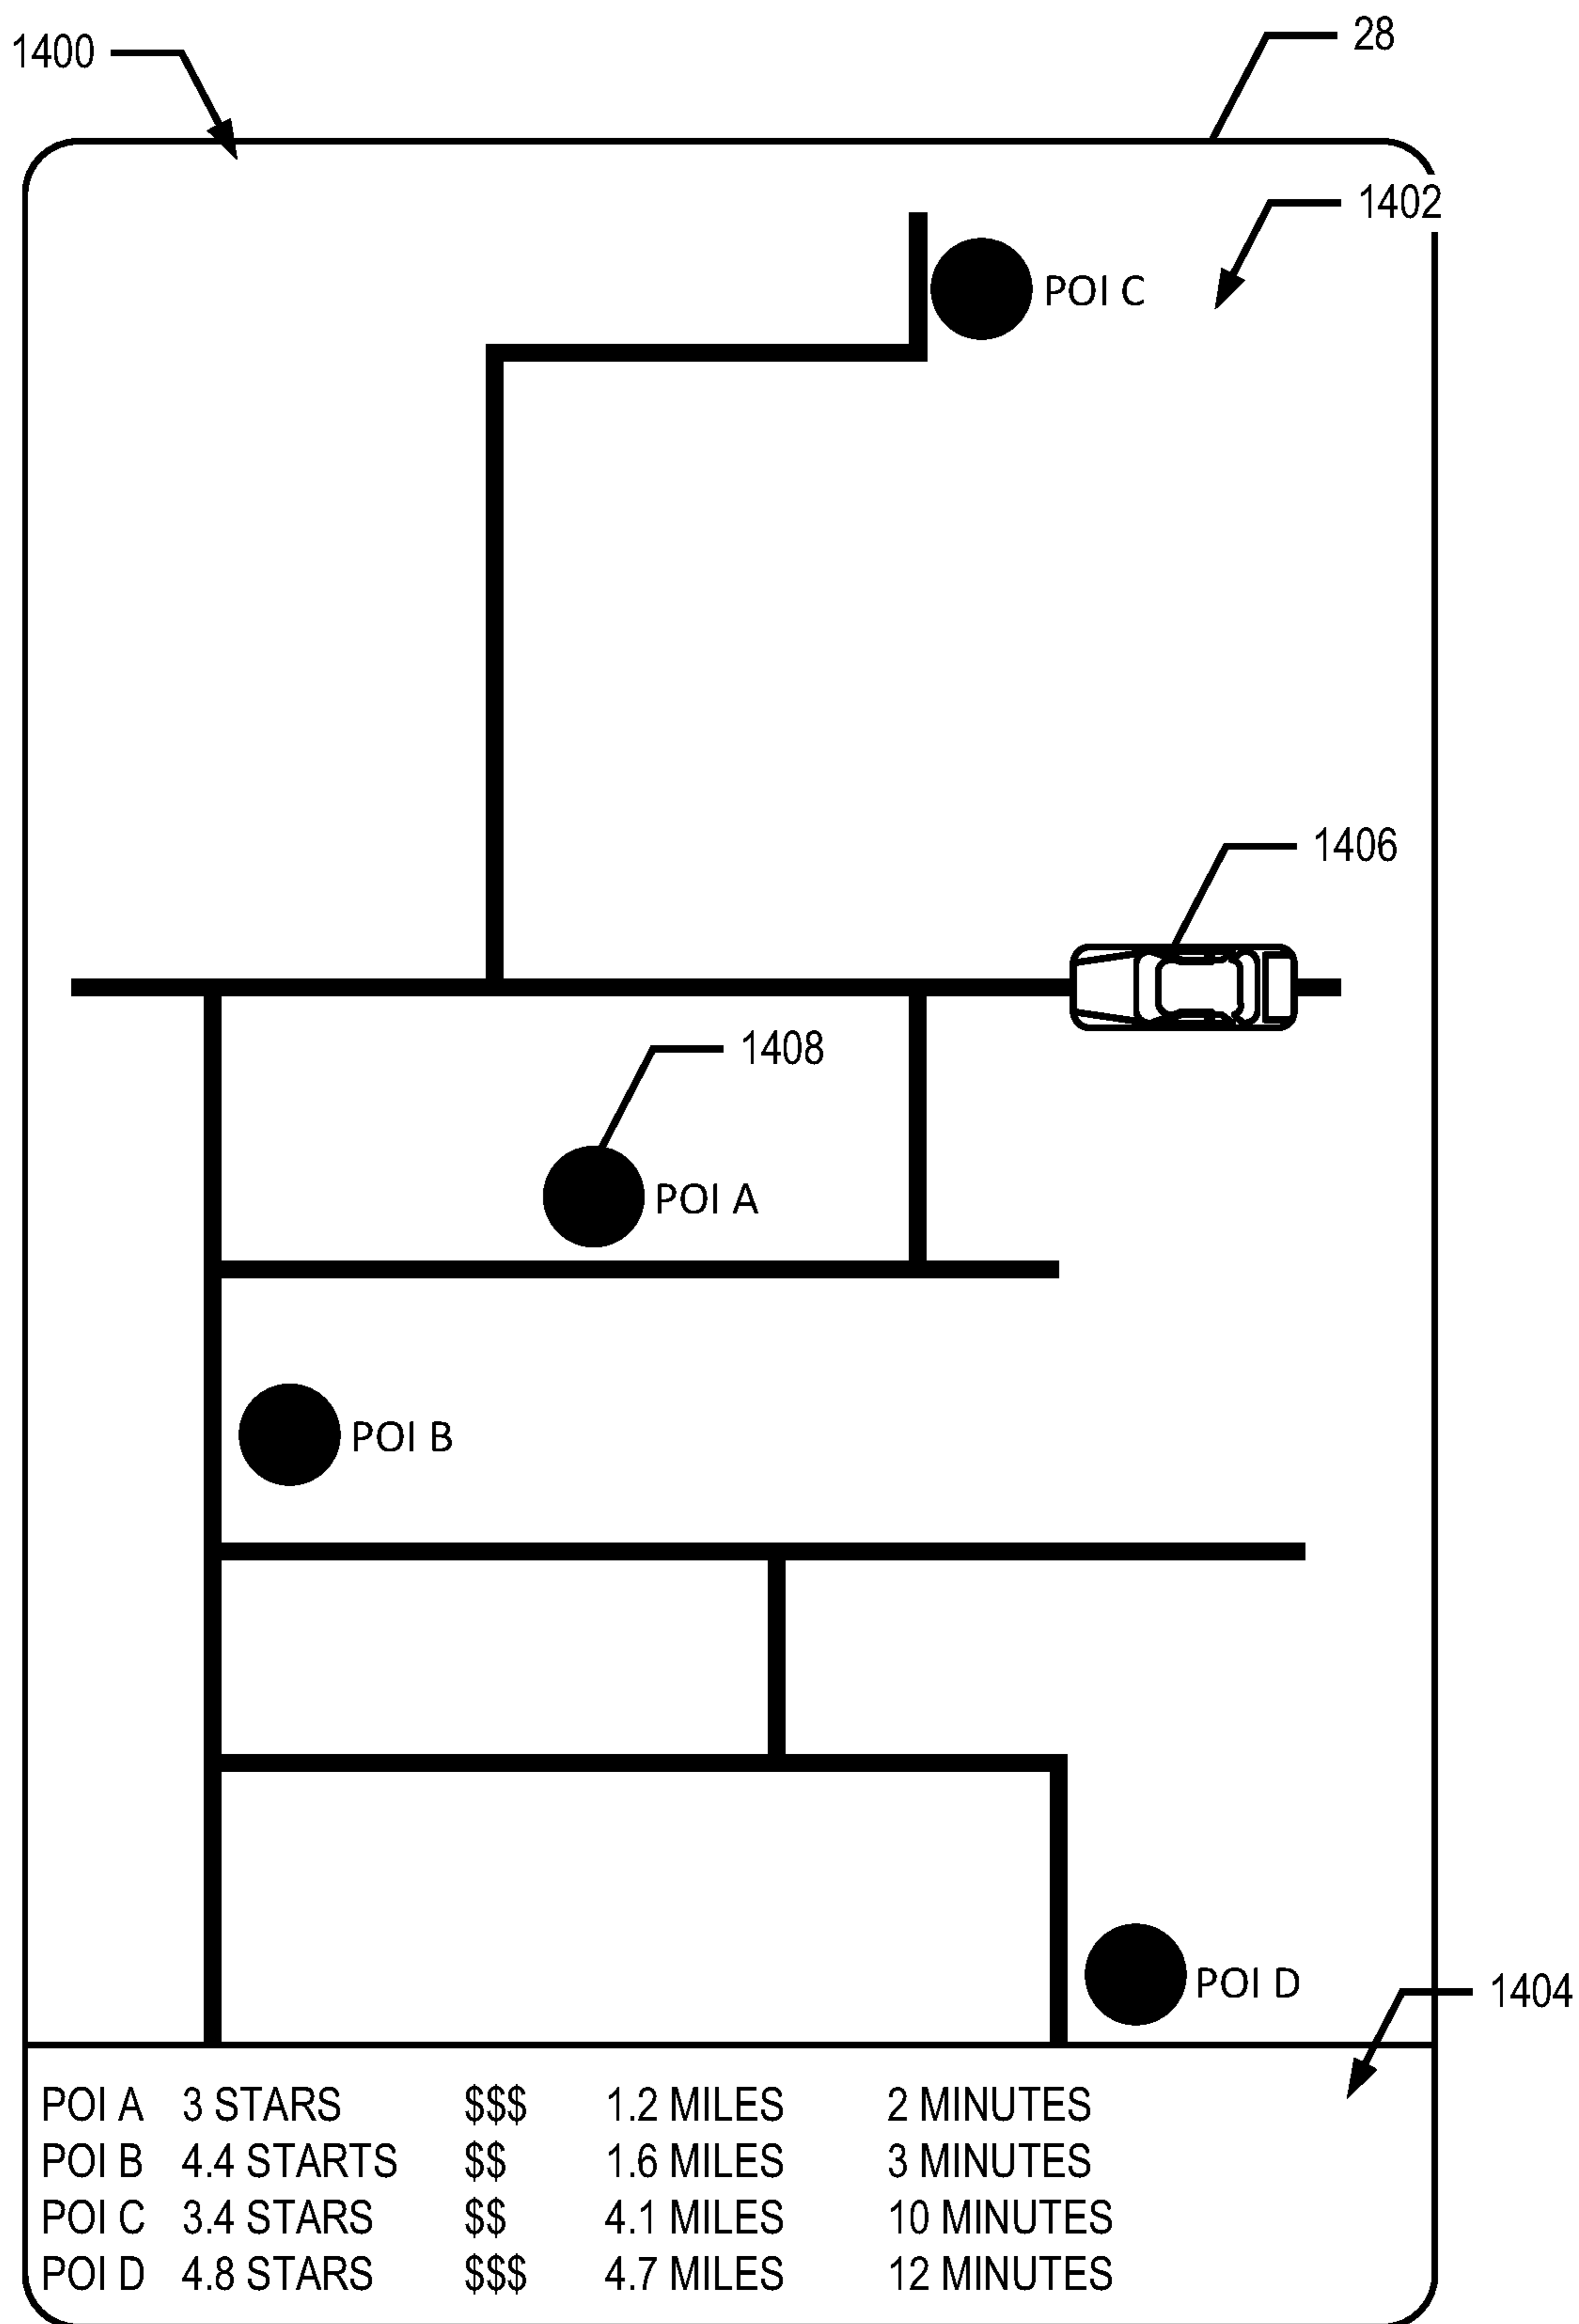 1400
28
1402
POI C
1406
1408
POI A
POI B
POI D
1404
POI A 3 STARS $$$ 1.2 MILES 2 MINUTES
POI B 4.4 STARTS $$ 1.6 MILES 3 MINUTES
POI C 3.4 STARS $$ 4.1 MILES 10 MINUTES
POI D 4.8 STARS $$$ 4.7 MILES 12 MINUTES